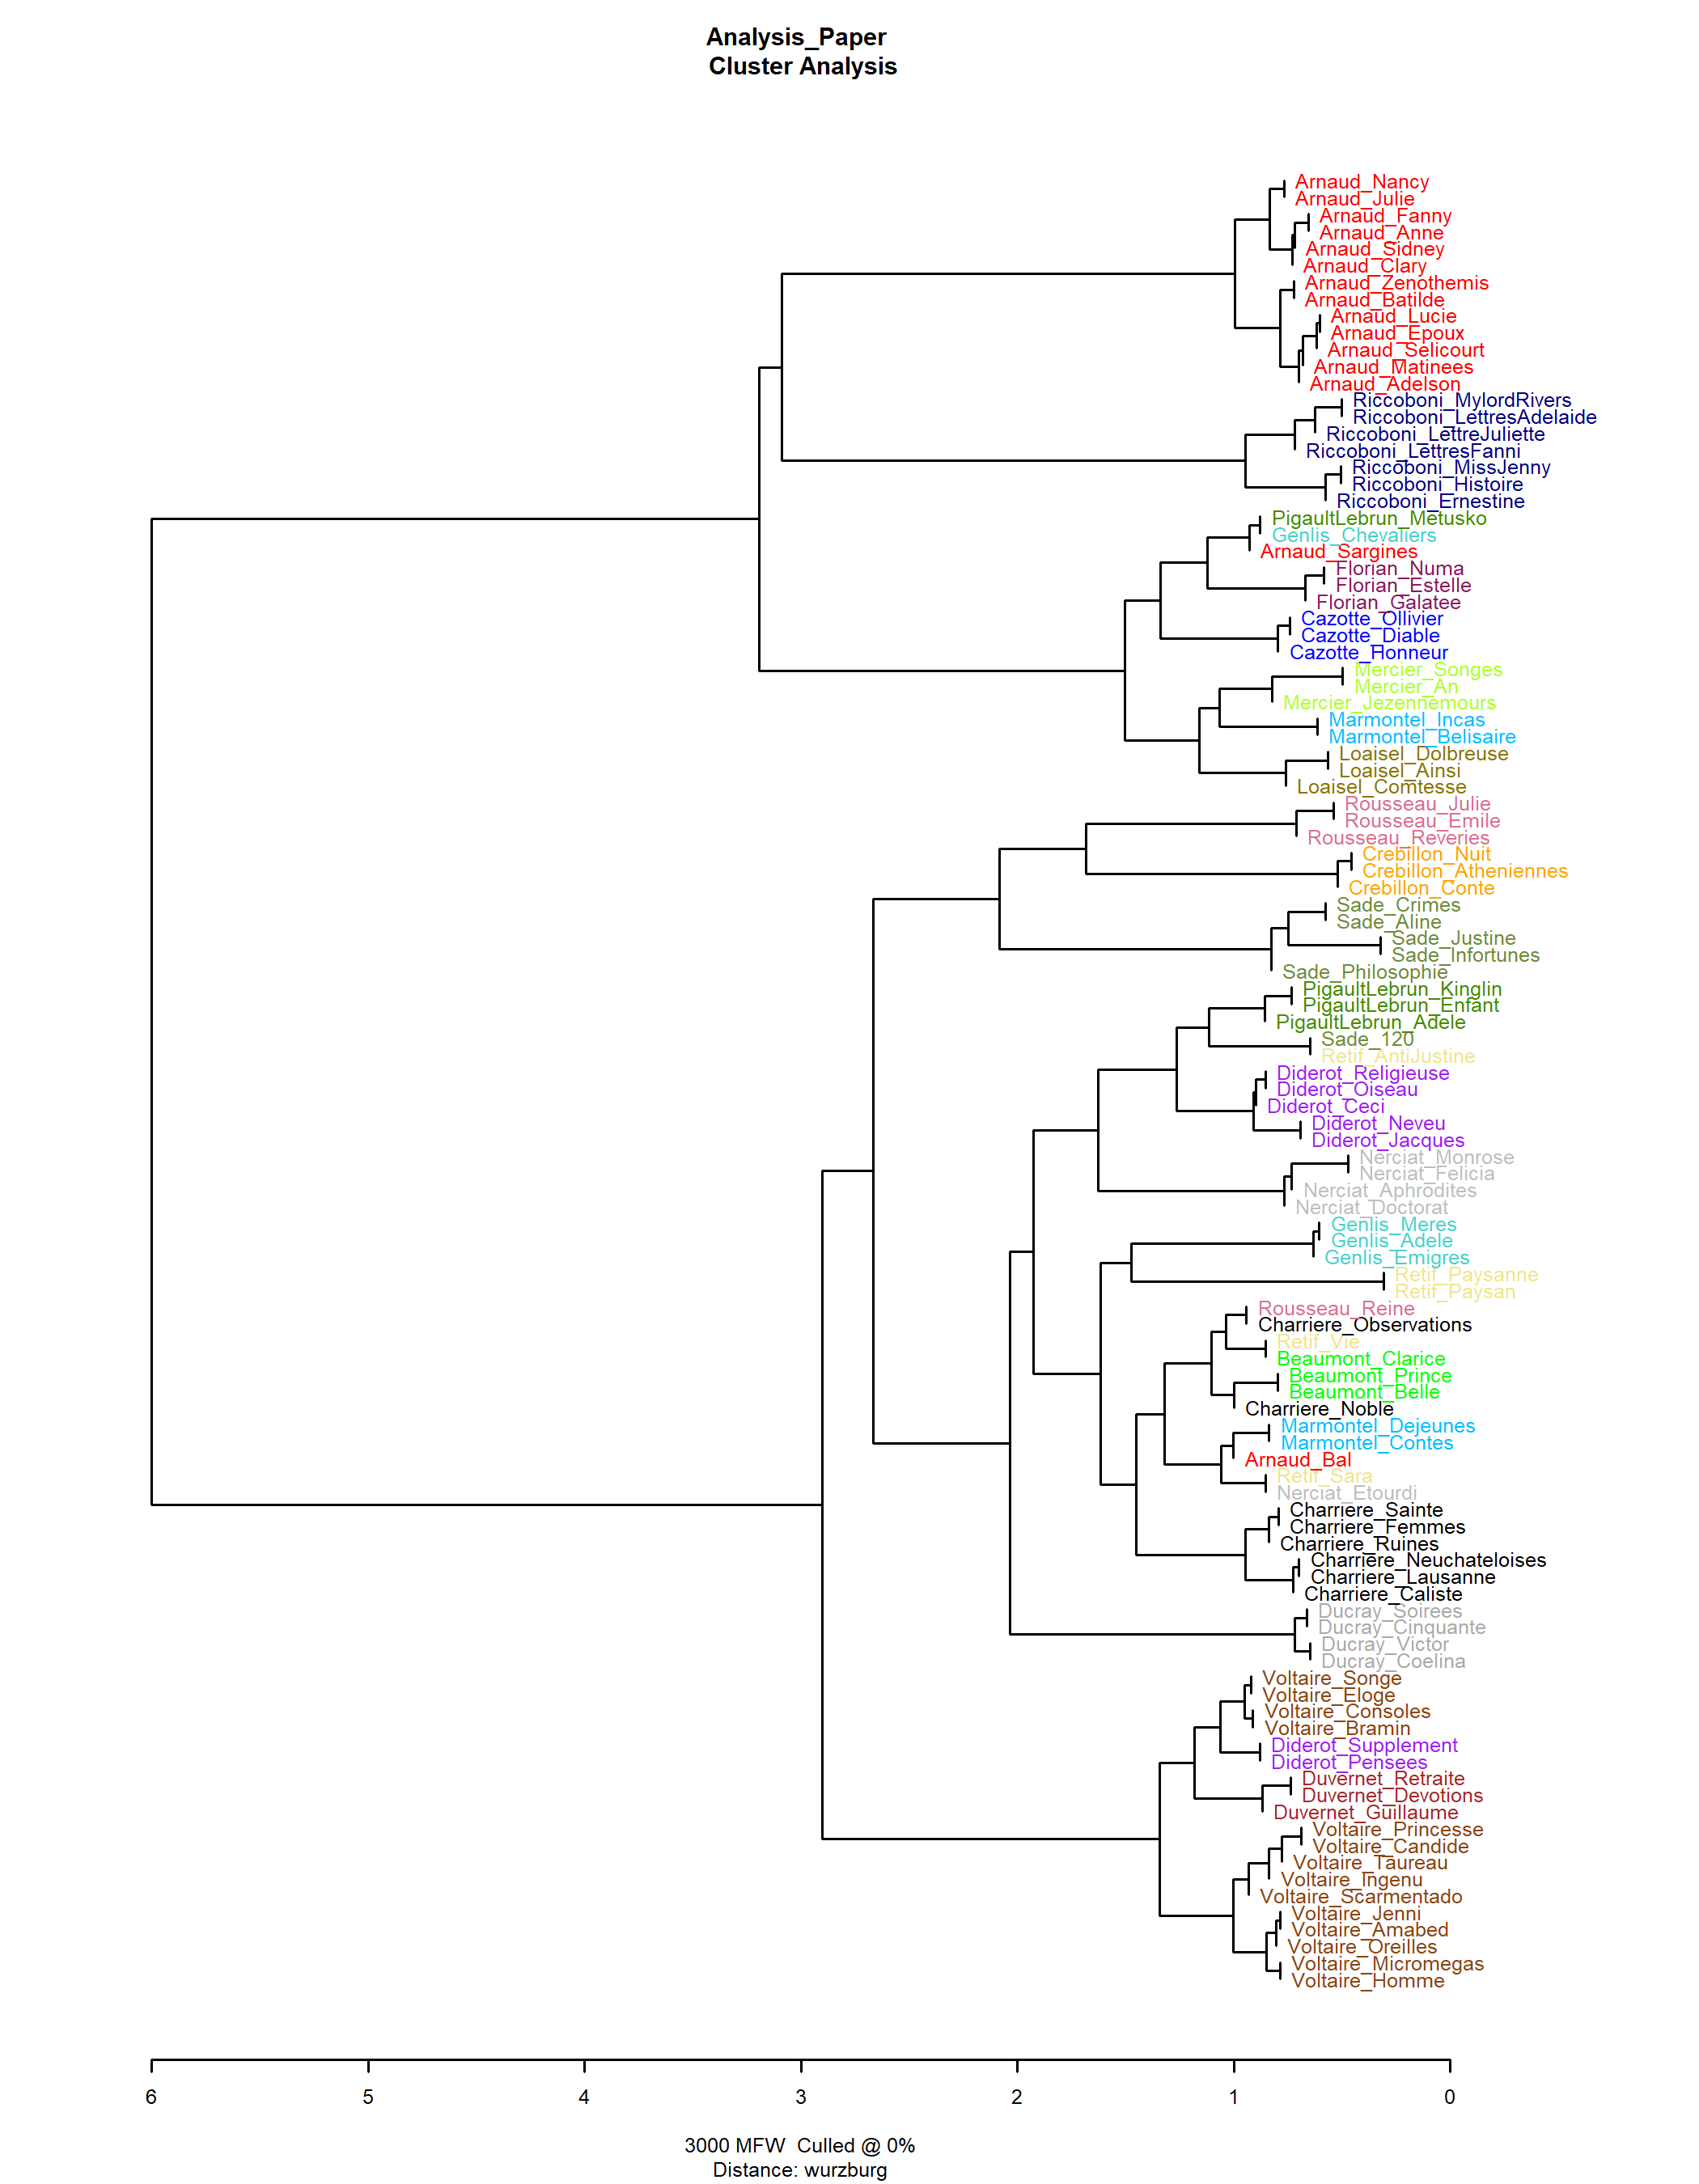 Analysis_Paper
Cluster Analysis
Arnaud_Nancy
Arnaud_Julie
Arnaud_Fanny
Arnaud_Anne
Arnaud_Sidney
Arnaud_Clary
Arnaud_Zenothemis
Arnaud_Batilde
Arnaud_Lucie
Arnaud_Epoux
Arnaud_Selicourt
Arnaud_Matinees
Arnaud_Adelson
Riccoboni_MylordRivers
Riccoboni_LettresAdelaide
Riccoboni_LettreJuliette
Riccoboni_LettresFanni
Riccoboni_MissJenny
Riccoboni_Histoire
Riccoboni_Ernestine
PigaultLebrun_Metusko
Genlis_Chevaliers
Arnaud_Sargines
Florian_Numa
Florian_Estelle
Florian_Galatee
Cazotte_Ollivier
Cazotte_Diable
Cazotte_Honneur
Mercier_Songes
Mercier_An
Mercier_Jezennemours
Marmontel_Incas
Marmontel_Belisaire
Loaisel_Dolbreuse
Loaisel_Ainsi
Loaisel_Comtesse
Rousseau_Julie
Rousseau_Emile
Rousseau_Reveries
Crebillon_Nuit
Crebillon_Atheniennes
Crebillon_Conte
Sade_Crimes
Sade_Aline
Sade_Justine
Sade_Infortunes
Sade_Philosophie
PigaultLebrun_Kinglin
PigaultLebrun_Enfant
PigaultLebrun_Adele
Sade_120
Retif_AntiJustine
Diderot_Religieuse
Diderot_Oiseau
Diderot_Ceci
Diderot_Neveu
Diderot_Jacques
Nerciat_Monrose
Nerciat_Felicia
Nerciat_Aphrodites
Nerciat_Doctorat
Genlis_Meres
Genlis_Adele
Genlis_Emigres
Retif_Paysanne
Retif_Paysan
Rousseau_Reine
Charriere_Observations
Retif_Vie
Beaumont_Clarice
Beaumont_Prince
Beaumont_Belle
Charriere_Noble
Marmontel_Dejeunes
Marmontel_Contes
Arnaud_Bal
Retif_Sara
Nerciat_Etourdi
Charriere_Sainte
Charriere_Femmes
Charriere_Ruines
Charriere_Neuchateloises
Charriere_Lausanne
Charriere_Caliste
Ducray_Soirees
Ducray_Cinquante
Ducray_Victor
Ducray_Coelina
Voltaire_Songe
Voltaire_Eloge
Voltaire_Consoles
Voltaire_Bramin
Diderot_Supplement
Diderot_Pensees
Duvernet_Retraite
Duvernet_Devotions
Duvernet_Guillaume
Voltaire_Princesse
Voltaire_Candide
Voltaire_Taureau
Voltaire_Ingenu
Voltaire_Scarmentado
Voltaire_Jenni
Voltaire_Amabed
Voltaire_Oreilles
Voltaire_Micromegas
Voltaire_Homme
6 5 4 3 2 1 0
3000 MFW Culled @ 0%
Distance: wurzburg